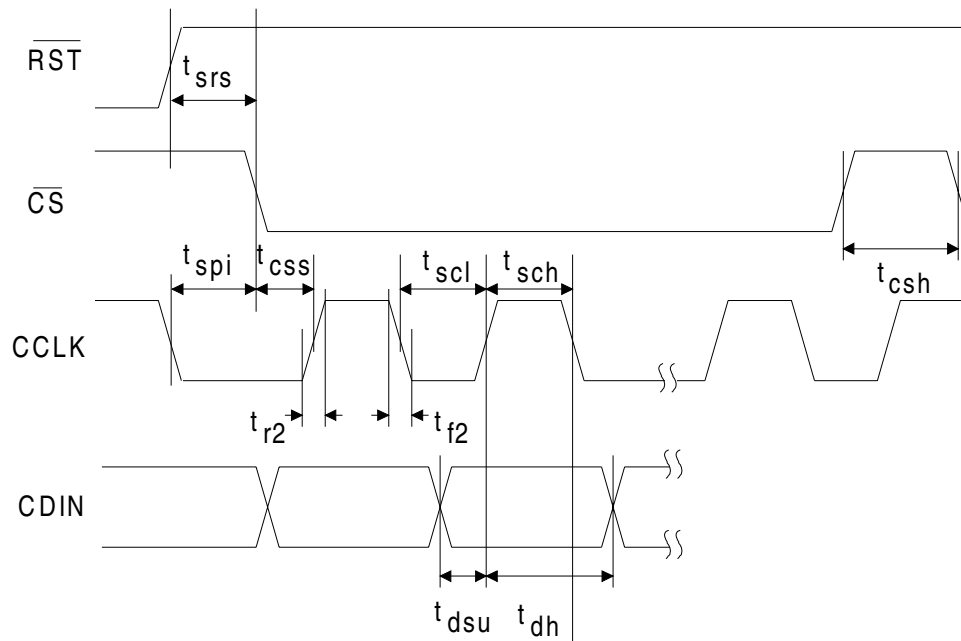 RST
t srs
CS
t spi
t css
t scl
t sch
t csh
CCLK
t r2
t f2
CDIN
t dsu
t dh